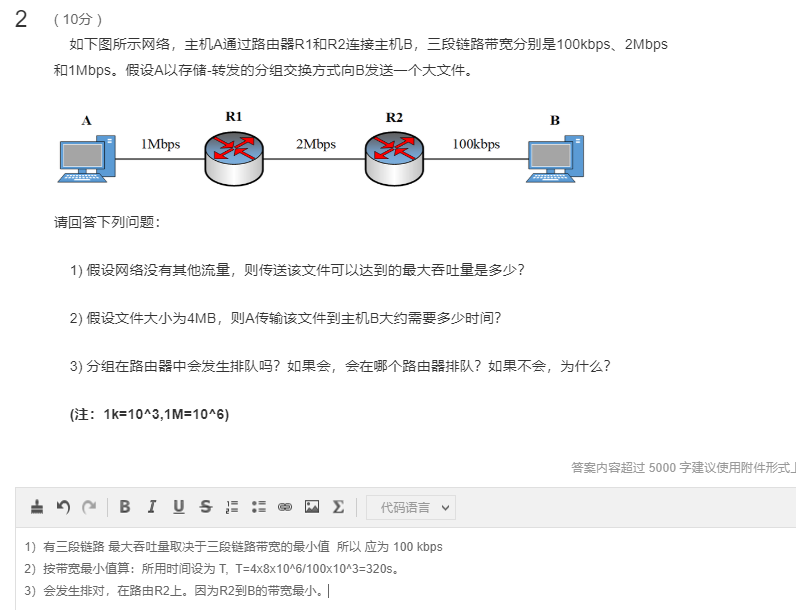 2 （10分）
如下图所示网络，主机A通过路由器R1和R2连接主机B，三段链路带宽分别是100kbps、2Mbps
和1Mbps。假设A以存储-转发的分组交换方式向B发送一个大文件。
A R1 R2 B
1Mbps 2Mbps 100kbps
请回答下列问题：
1) 假设网络没有其他流量，则传送该文件可以达到的最大吞吐量是多少？
2) 假设文件大小为4MB，则A传输该文件到主机B大约需要多少时间？
3) 分组在路由器中会发生排队吗？如果会，会在哪个路由器排队？如果不会，为什么？
(注：1k=10^3,1M=10^6)
答案内容超过 5000 字建议使用附件形式上
B I U S Σ 代码语言
1）有三段链路 最大吞吐量取决于三段链路带宽的最小值 所以 应为 100 kbps
2）按带宽最小值算：所用时间设为 T, T=4x8x10^6/100x10^3=320s。
3）会发生排对，在路由R2上。因为R2到B的带宽最小。